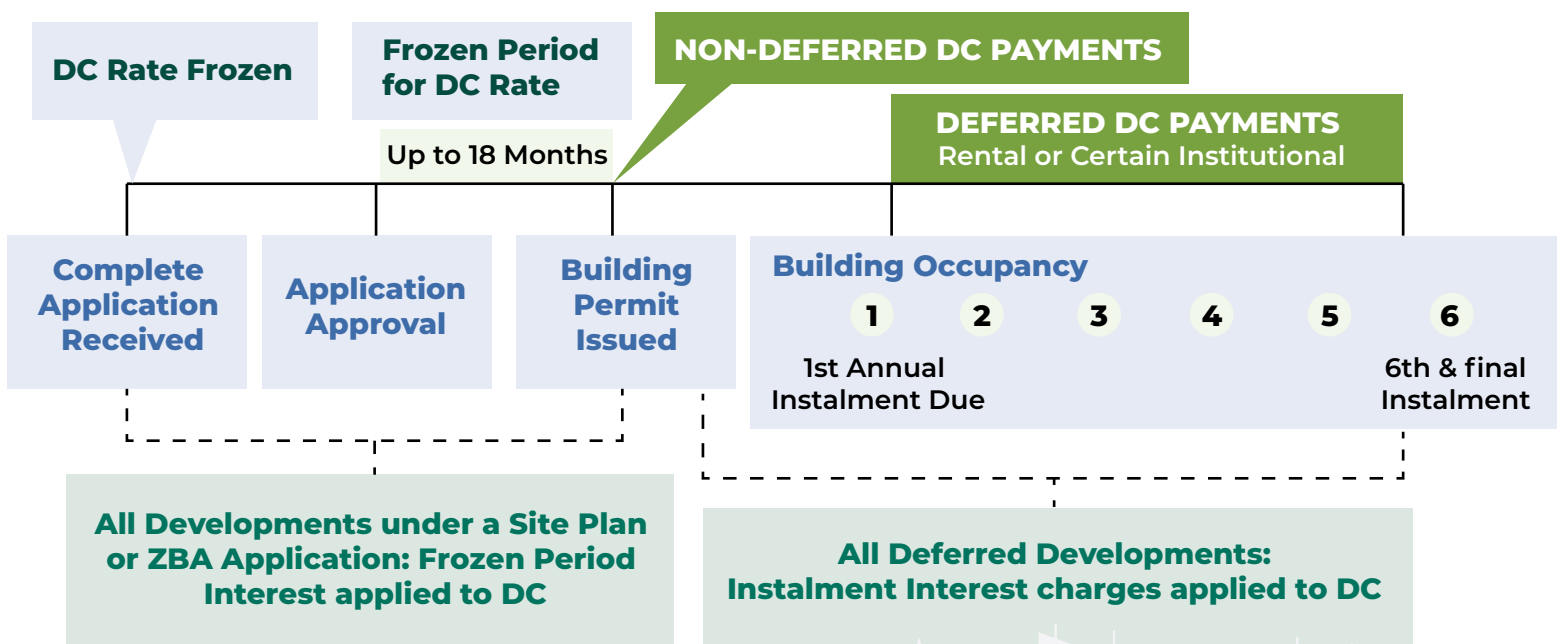 DC Rate Frozen
Frozen Period
for DC Rate
NON-DEFERRED DC PAYMENTS
DEFERRED DC PAYMENTS
Rental or Certain Institutional
Up to 18 Months
Complete
Application
Received
Application
Approval
Building
Permit
Issued
Building Occupancy
1 2 3 4 5 6
1st Annual
Instalment Due
6th & final
Instalment
All Developments under a Site Plan
or ZBA Application: Frozen Period
Interest applied to DC
All Deferred Developments:
Instalment Interest charges applied to DC